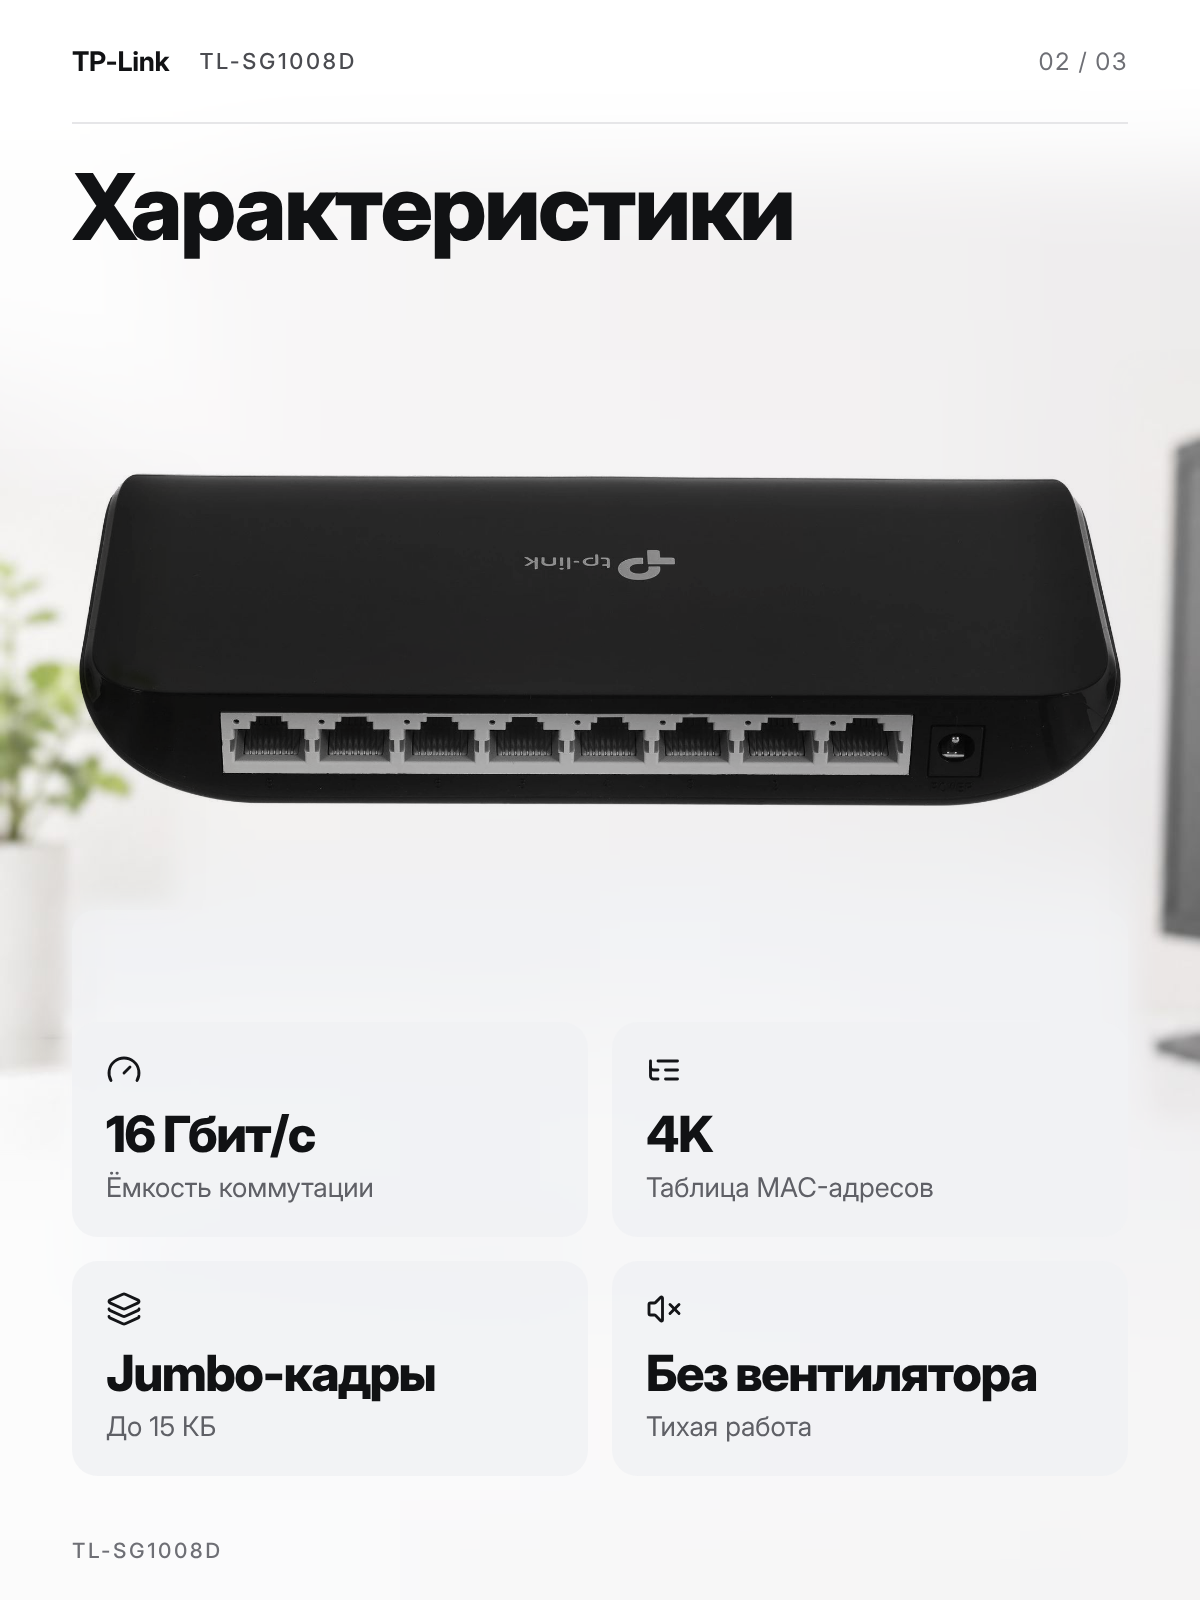 TP-Link TL-SG1008D 02 / 03
Характеристики
tp-link
16 Гбит/с
Ёмкость коммутации
4K
Таблица MAC-адресов
Jumbo-кадры
До 15 КБ
Без вентилятора
Тихая работа
TL-SG1008D